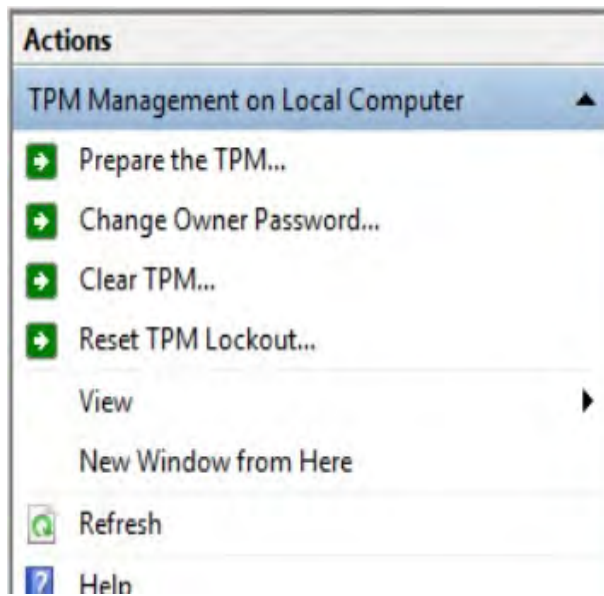 Actions
TPM Management on Local Computer
Prepare the TPM...
Change Owner Password...
Clear TPM...
Reset TPM Lockout...
View
New Window from Here
Refresh
Help